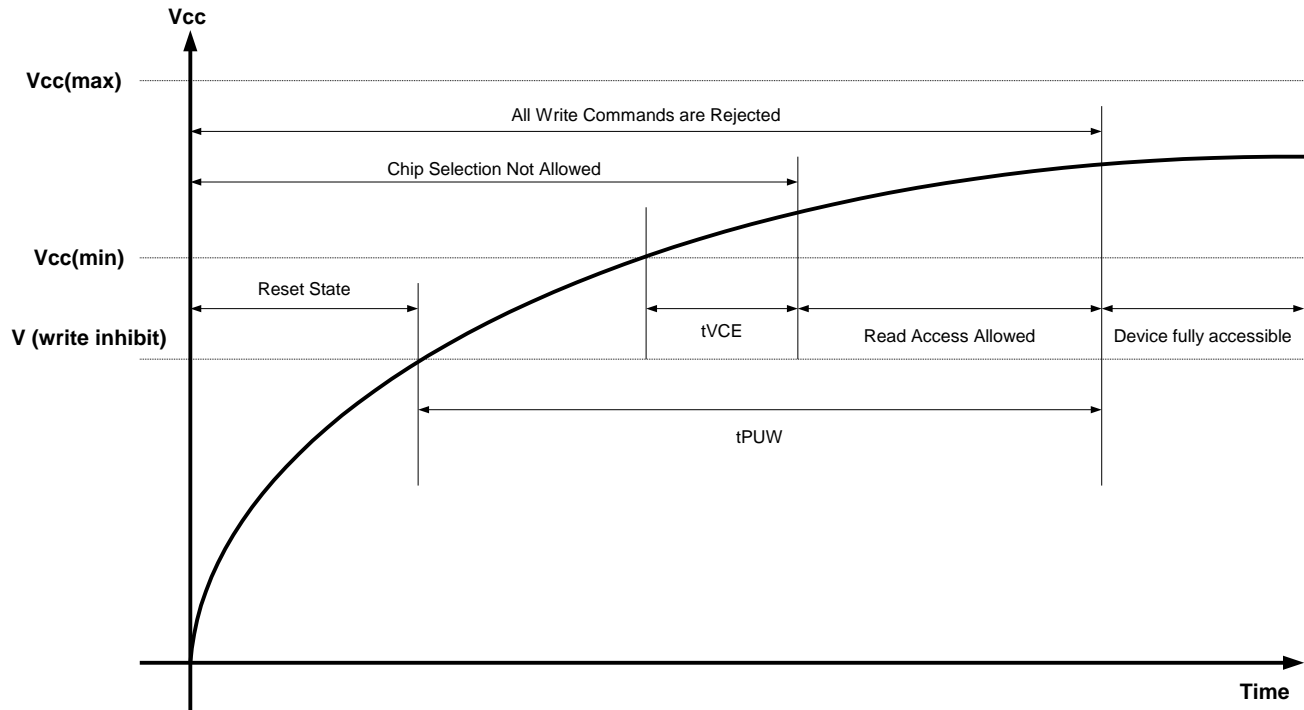 Vcc
Vcc(max)
All Write Commands are Rejected
Chip Selection Not Allowed
Vcc(min)
Reset State
V (write inhibit)
tVCE
Read Access Allowed
Device fully accessible
tPUW
Time